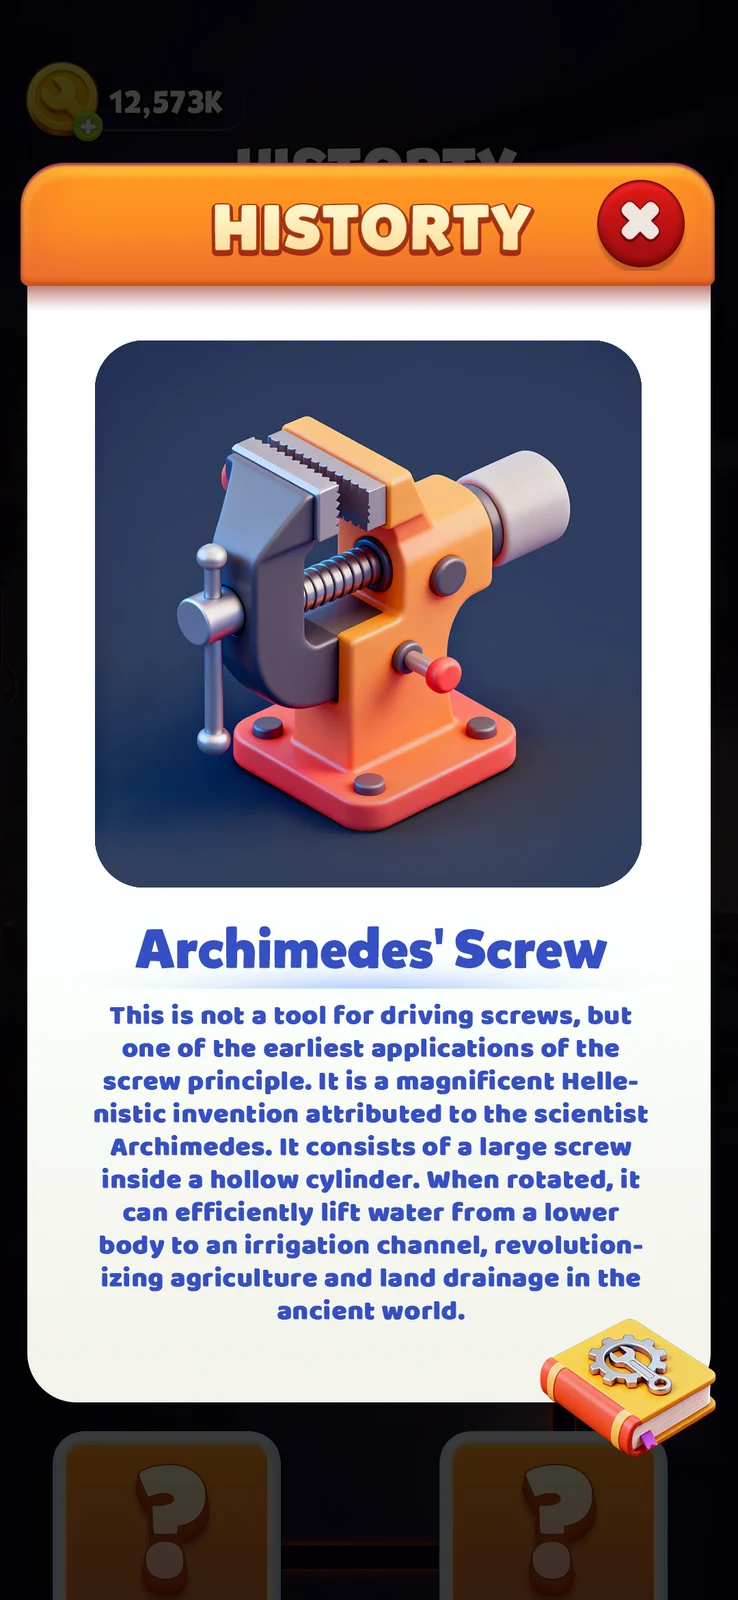 12,573K
HISTORTY
HISTORTY
Archimedes' Screw
This is not a tool for driving screws, but
one of the earliest applications of the
screw principle. It is a magnificent Helle-
nistic invention attributed to the scientist
Archimedes. It consists of a large screw
inside a hollow cylinder. When rotated, it
can efficiently lift water from a lower
body to an irrigation channel, revolution-
izing agriculture and land drainage in the
ancient world.
? ?